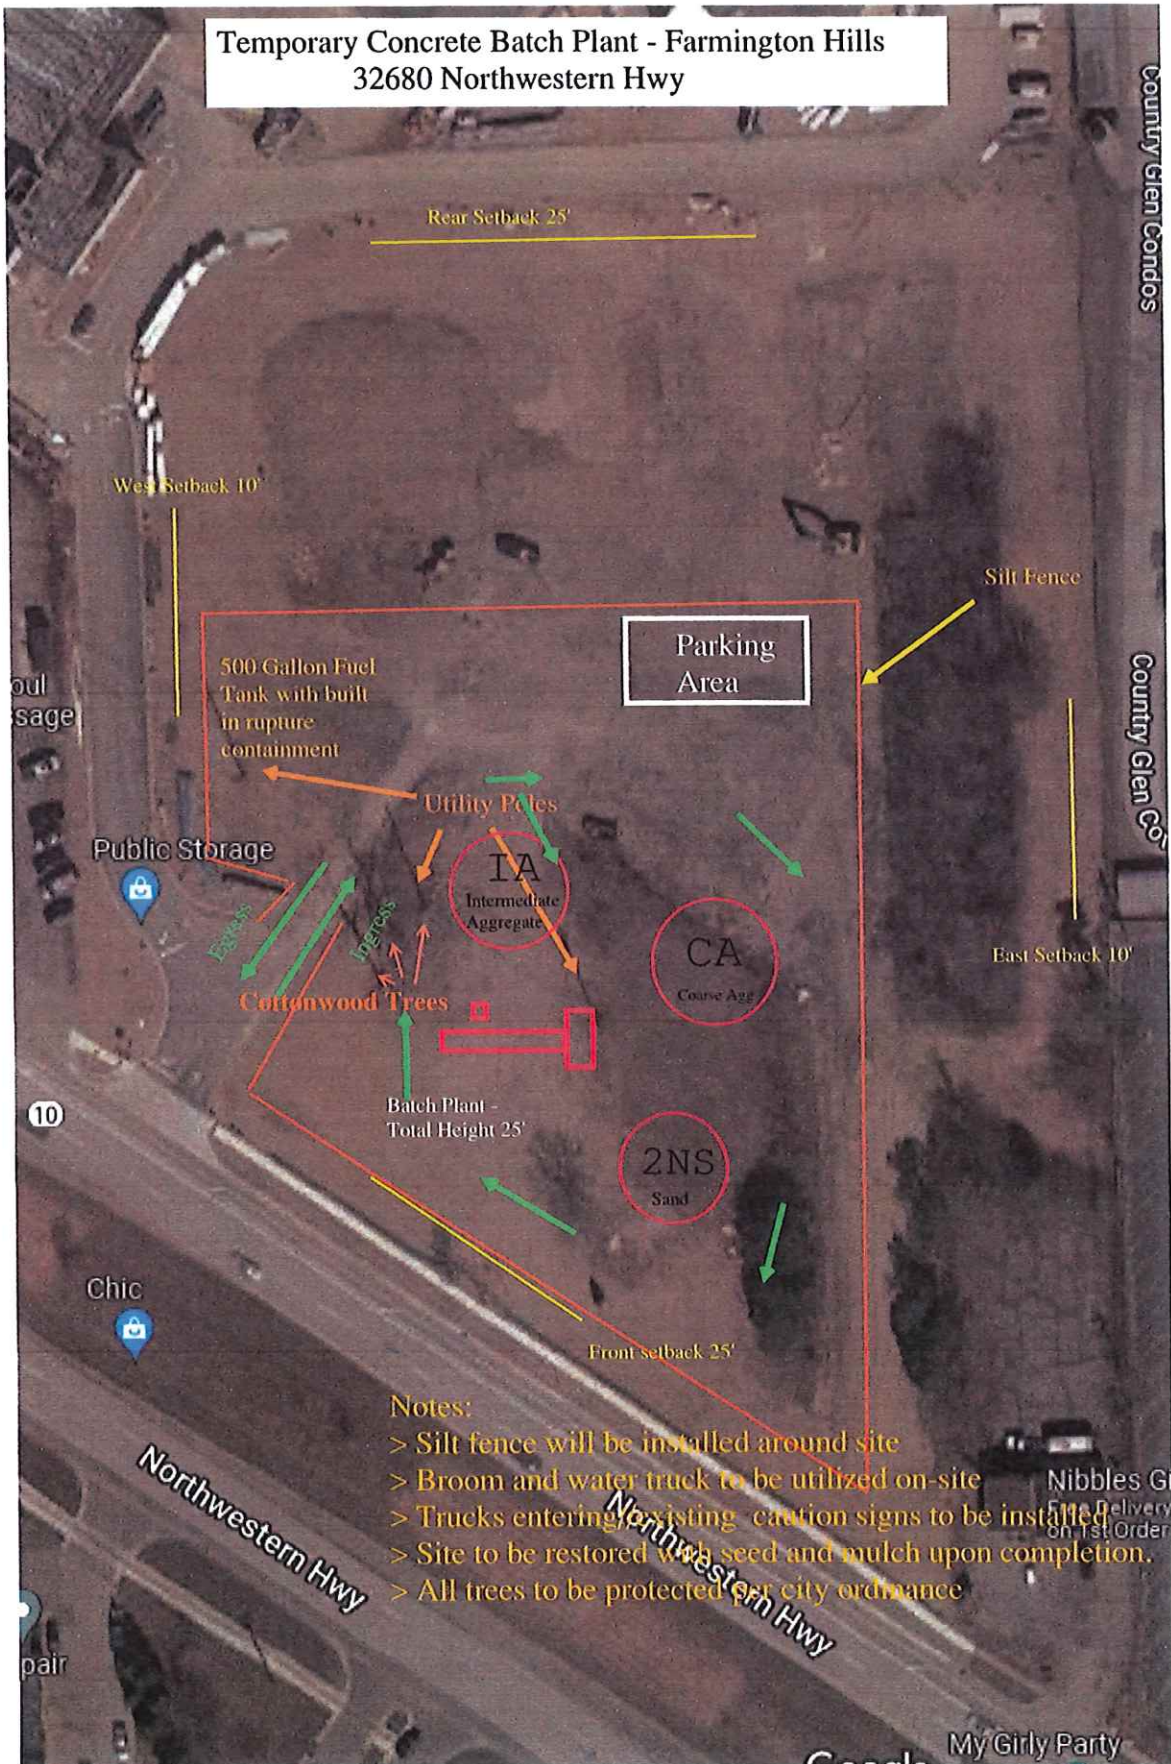 Temporary Concrete Batch Plant - Farmington Hills
32680 Northwestern Hwy
Country Glen Condos
Rear Setback 25'
West Setback 10'
Silt Fence
Parking
Area
500 Gallon Fuel
Tank with built
in rupture
containment
oul
ssage
Country Glen Co
Utility Poles
Public Storage
IA
Intermediate
Aggregate
Egress
Ingress
CA
Coarse Agg
East Setback 10'
Cottonwood Trees
10
Batch Plant -
Total Height 25'
2NS
Sand
Chic
Front setback 25'
Notes:
> Silt fence will be installed around site
> Broom and water truck to be utilized on-site
> Trucks entering/existing caution signs to be installed
> Site to be restored with seed and mulch upon completion.
> All trees to be protected per city ordinance
Nibbles G
Free Delivery
on 1st Order
Northwestern Hwy
Northwestern Hwy
pair
My Girly Party
Google